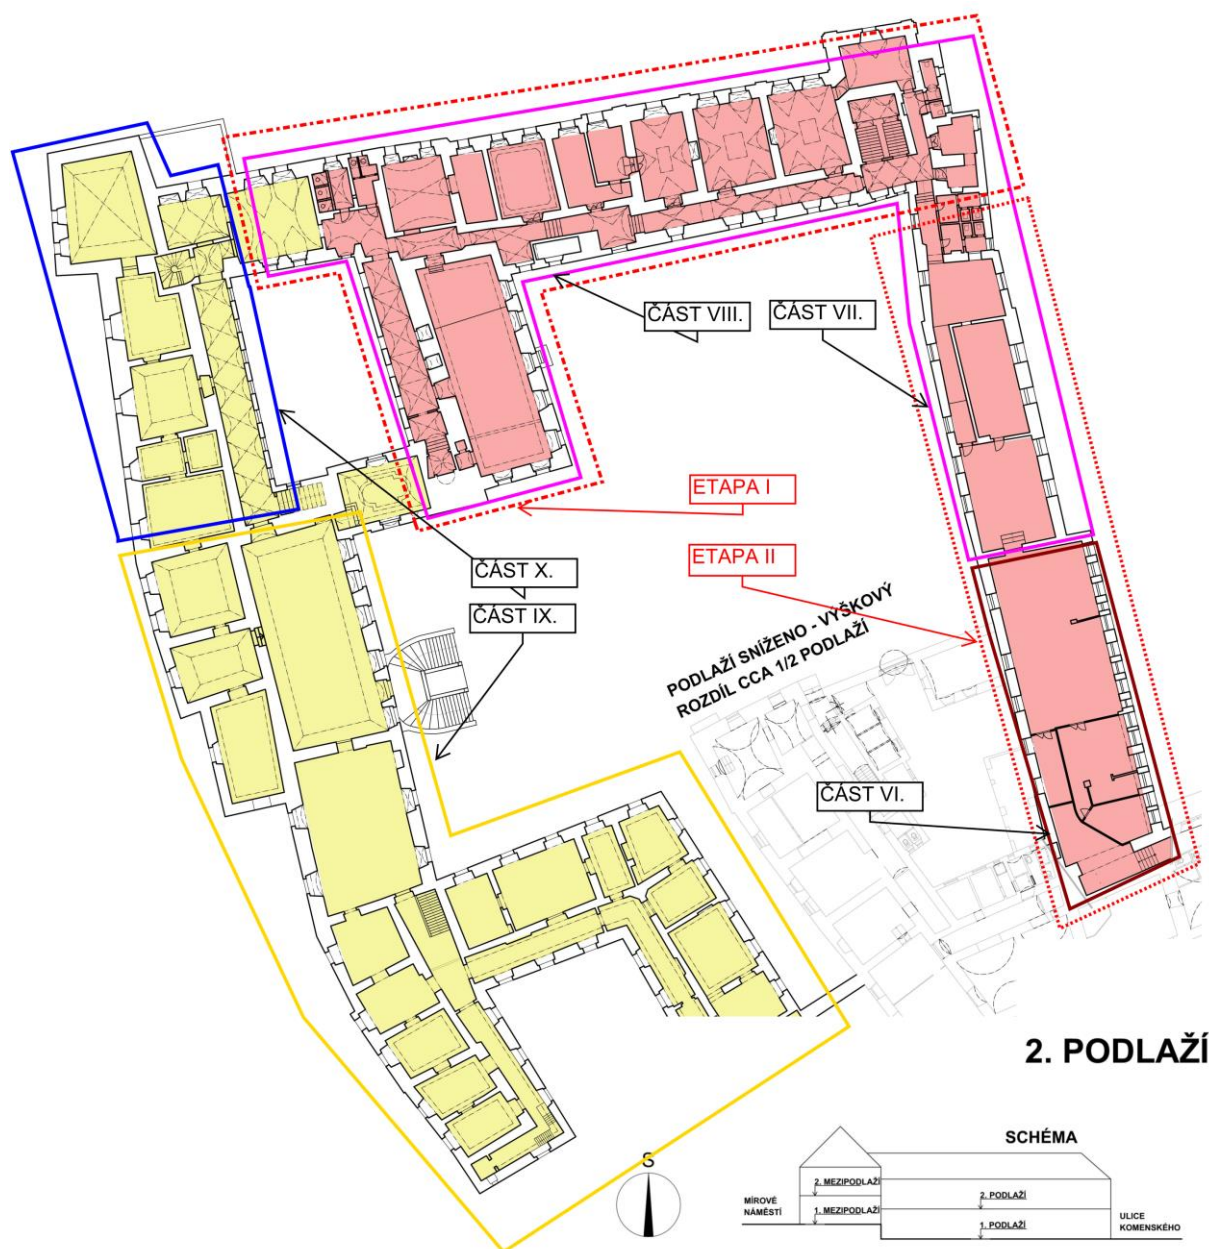 ČÁST VIII.
ČÁST VII.
ETAPA I
ETAPA II
ČÁST X.
ČÁST IX.
PODLAŽÍ SNÍŽENO - VÝŠKOVÝ
ROZDÍL CCA 1/2 PODLAŽÍ
ČÁST VI.
2. PODLAŽÍ
S
SCHÉMA
2. MEZIPODLAŽÍ
1. MEZIPODLAŽÍ
2. PODLAŽÍ
1. PODLAŽÍ
MÍROVÉ
NÁMĚSTÍ
ULICE
KOMENSKÉHO